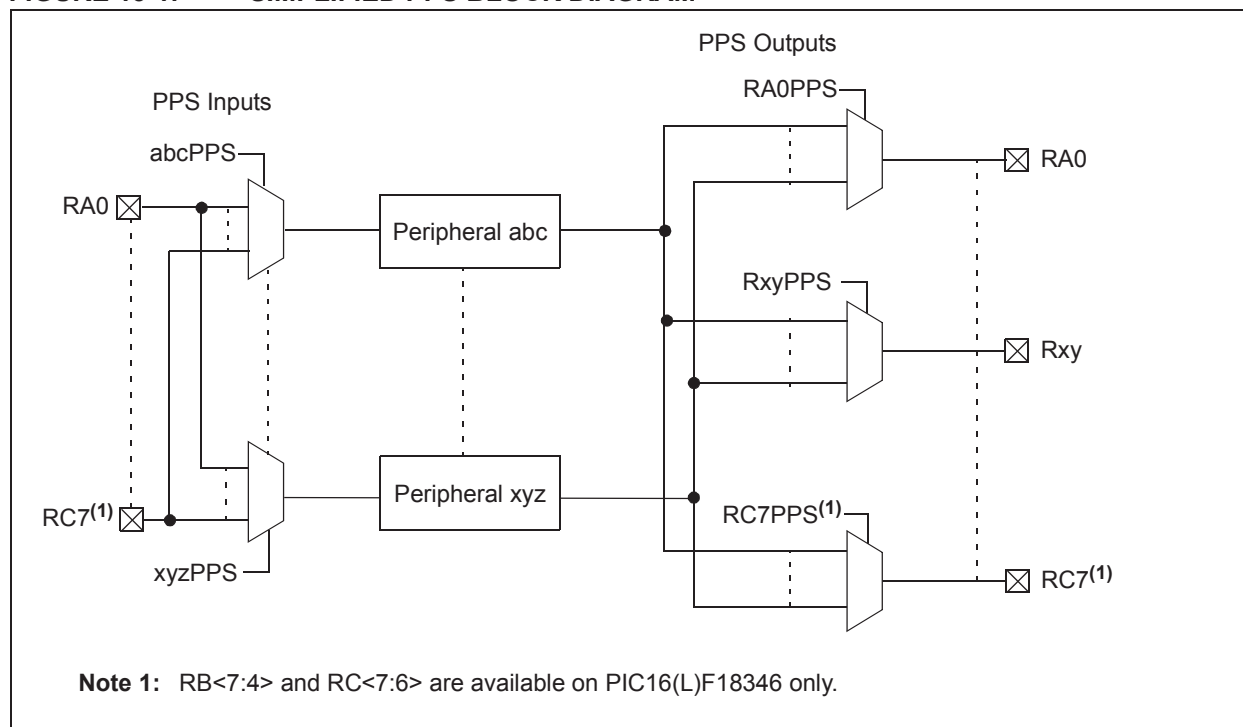 PPS Outputs
RA0PPS
PPS Inputs
abcPPS
RA0
Peripheral abc
RA0
RxyPPS
Rxy
RC7(1)
Peripheral xyz
RC7PPS(1)
xyzPPS
RC7(1)
Note 1: RB<7:4> and RC<7:6> are available on PIC16(L)F18346 only.